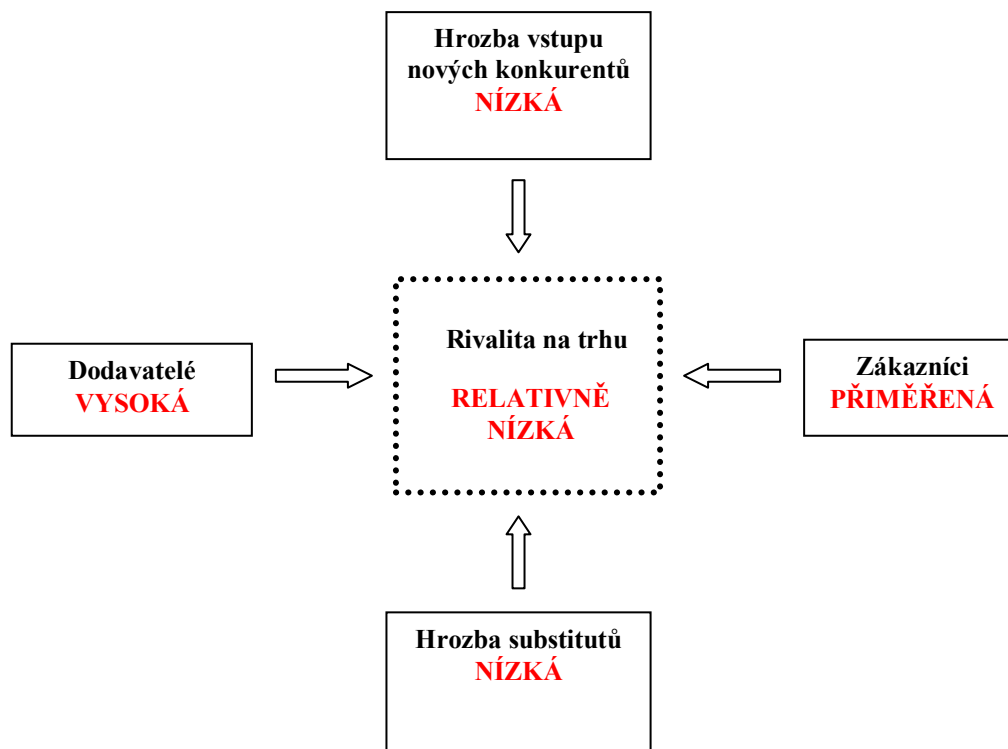 Hrozba vstupu
nových konkurentů
NÍZKÁ
Rivalita na trhu
RELATIVNĚ
NÍZKÁ
Dodavatelé
VYSOKÁ
Zákazníci
PŘIMĚŘENÁ
Hrozba substitutů
NÍZKÁ